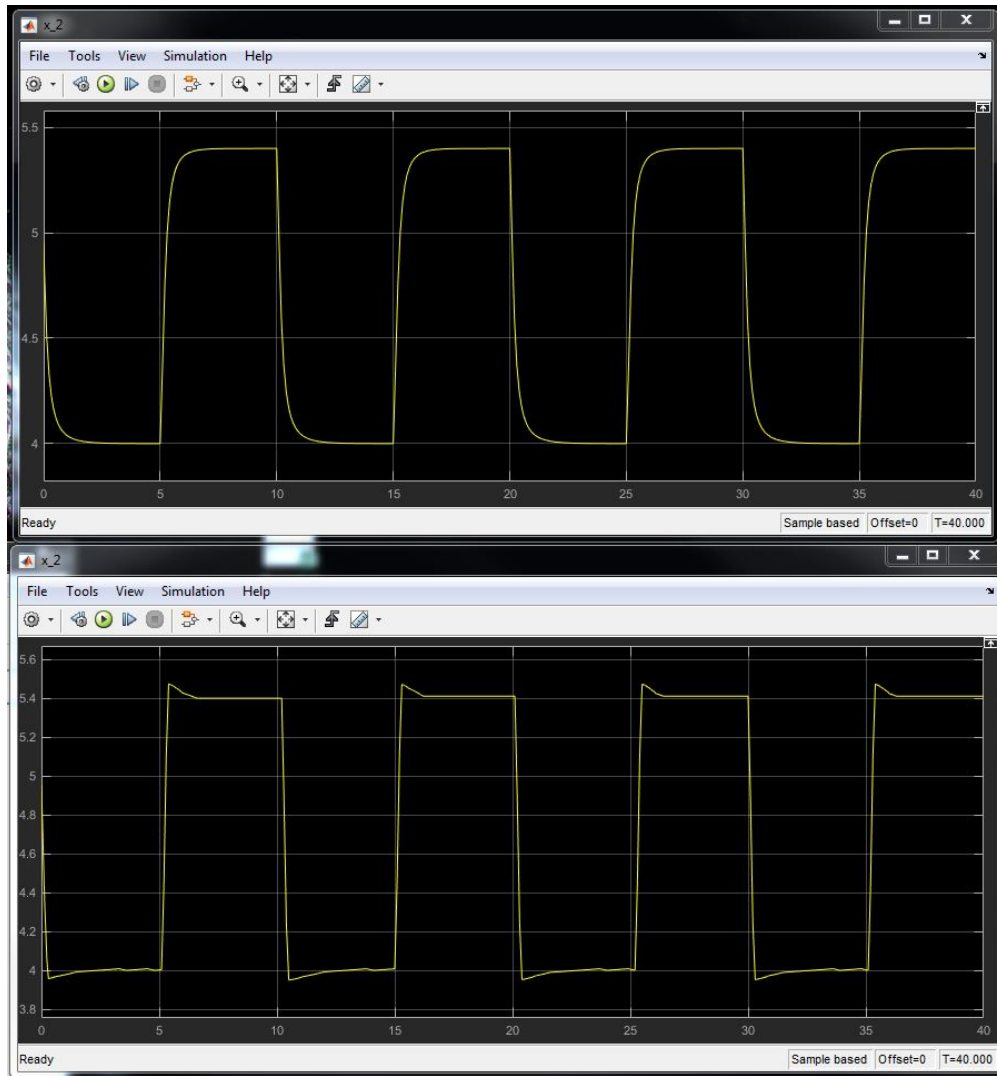 x_2
File Tools View Simulation Help
5.5
5
4.5
4
0 5 10 15 20 25 30 35 40
Ready Sample based Offset=0 T=40.000
x_2
File Tools View Simulation Help
5.6
5.4
5.2
5
4.8
4.6
4.4
4.2
4
3.8
0 5 10 15 20 25 30 35 40
Ready Sample based Offset=0 T=40.000